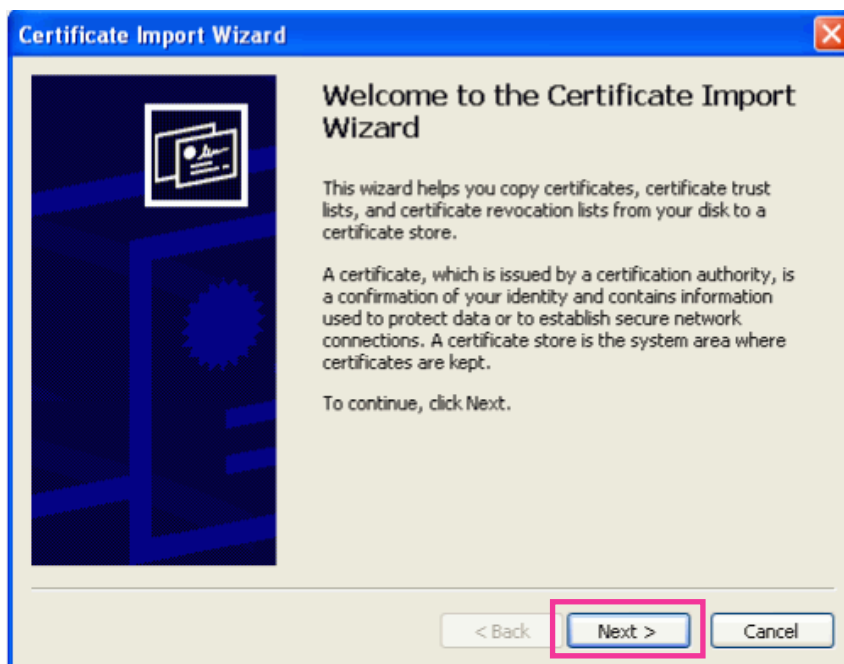 Certificate Import Wizard
Welcome to the Certificate Import
Wizard
This wizard helps you copy certificates, certificate trust
lists, and certificate revocation lists from your disk to a
certificate store.
A certificate, which is issued by a certification authority, is
a confirmation of your identity and contains information
used to protect data or to establish secure network
connections. A certificate store is the system area where
certificates are kept.
To continue, click Next.
< Back
Next >
Cancel